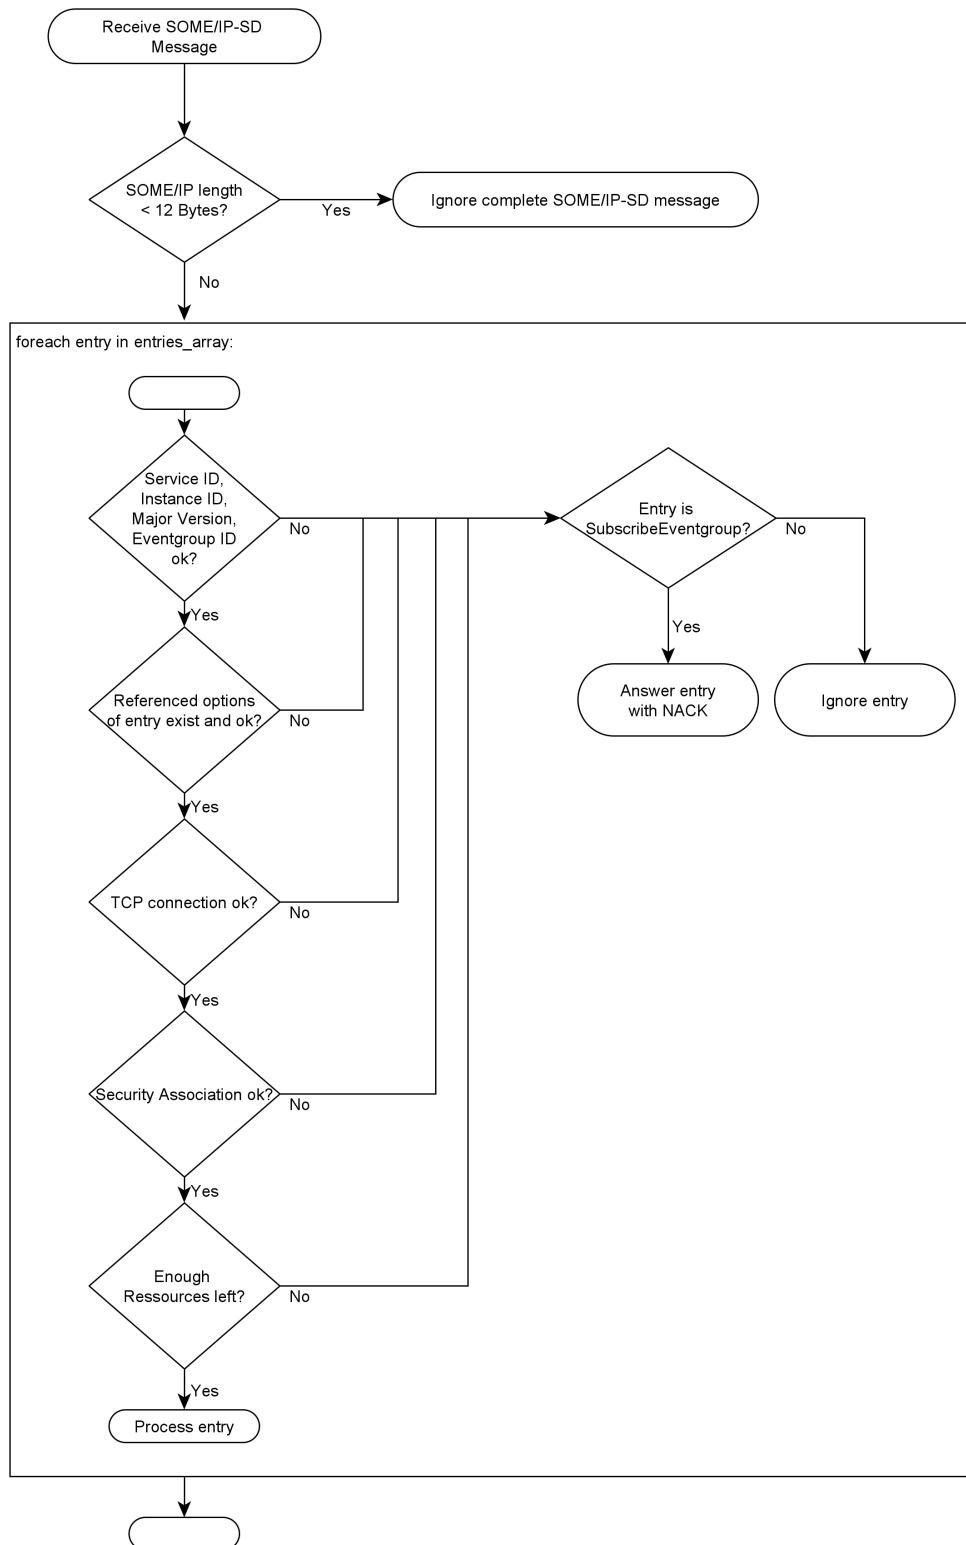 Receive SOME/IP-SD
Message
SOME/IP length
< 12 Bytes?
Yes
Ignore complete SOME/IP-SD message
No
foreach entry in entries_array:
Service ID,
Instance ID,
Major Version,
Eventgroup ID
ok?
No
Entry is
SubscribeEventgroup?
No
Yes
Yes
Referenced options
of entry exist and ok?
No
Answer entry
with NACK
Ignore entry
Yes
TCP connection ok?
No
Yes
Security Association ok?
No
Yes
Enough
Ressources left?
No
Yes
Process entry